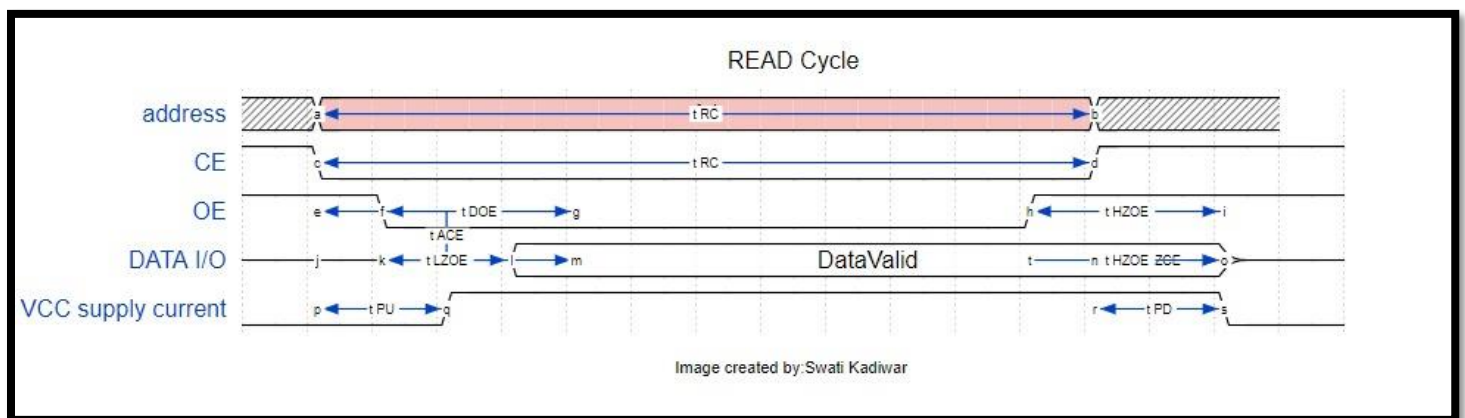 READ Cycle
address a t RC b
CE c t RC d
OE e f t DOE g h t HZOE i
t ACE
DATA I/O j k t LZOE l m DataValid t n t HZOE o
VCC supply current p t PU q r t PD s
Image created by:Swati Kadiwar